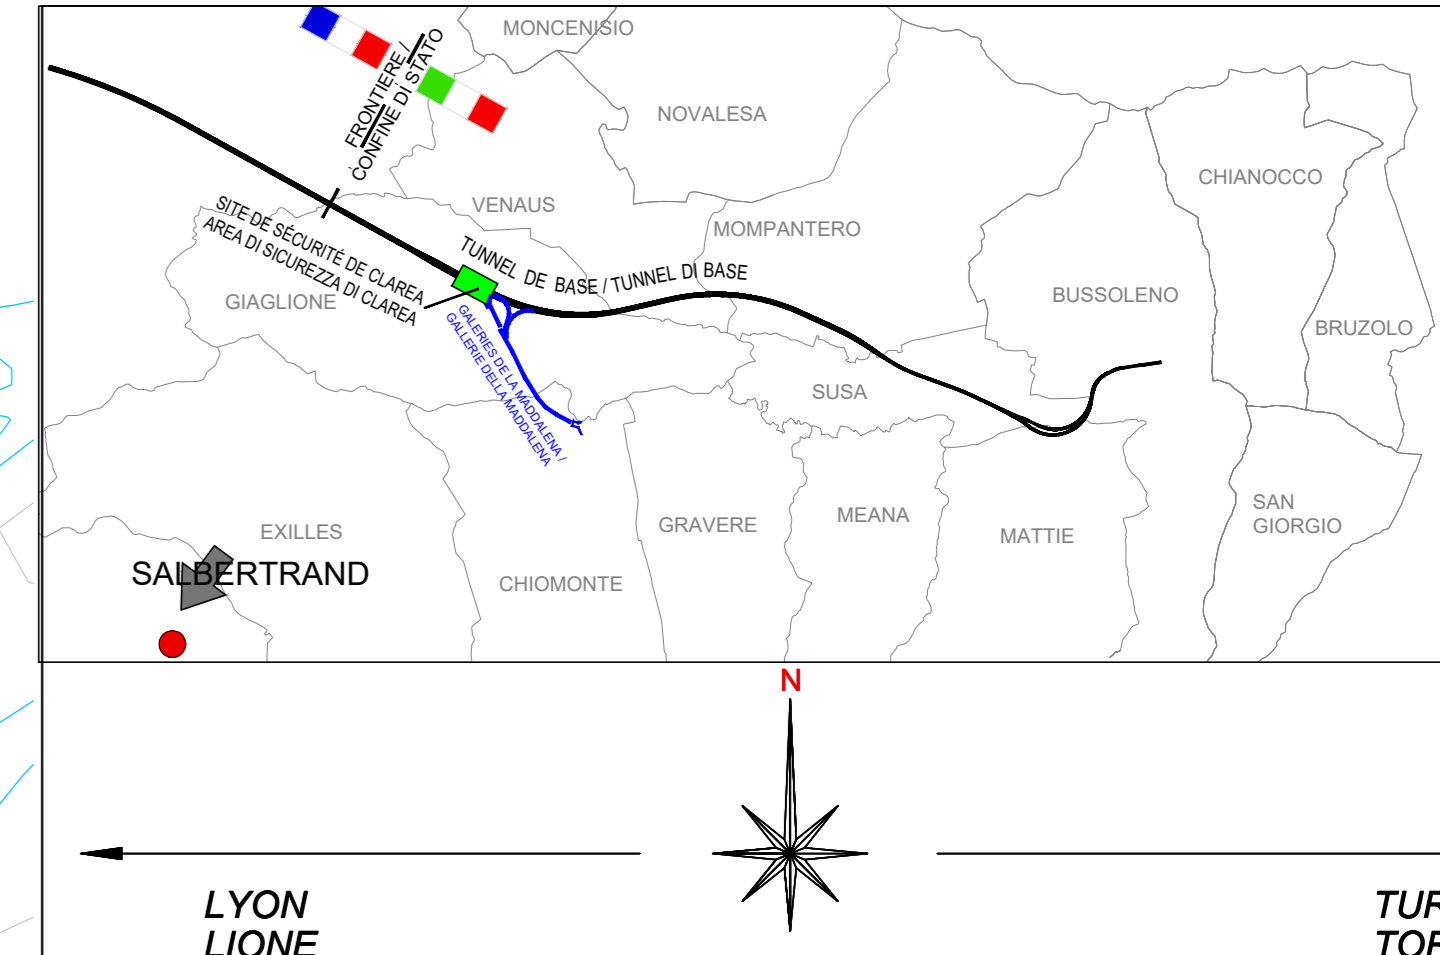 MONCENISIO
FRONTIERE /
CONFINE DI STATO
NOVALESA
CHIANOCCO
VENAUS
MOMPANTERO
SITE DE SÉCURITÉ DE CLAREA
AREA DI SICUREZZA DI CLAREA
TUNNEL DE BASE / TUNNEL DI BASE
GIAGLIONE
BUSSOLENO
BRUZOLO
GALERIES DE LA MADDALENA /
GALLERIE DELLA MADDALENA
SUSA
EXILLES
GRAVERE
MEANA
MATTIE
SAN
GIORGIO
SALBERTRAND
CHIOMONTE
N
LYON
LIONE
TUR
TOR